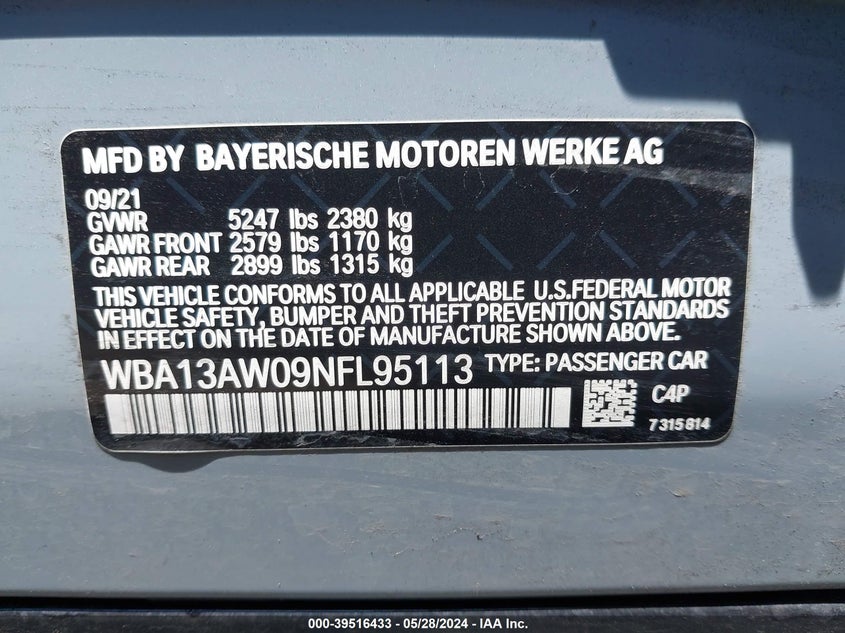 MFD BY BAYERISCHE MOTOREN WERKE AG
09/21
GVWR 5247 lbs 2380 kg
GAWR FRONT 2579 lbs 1170 kg
GAWR REAR 2899 lbs 1315 kg
THIS VEHICLE CONFORMS TO ALL APPLICABLE U.S.FEDERAL MOTOR
VEHICLE SAFETY, BUMPER AND THEFT PREVENTION STANDARDS
IN EFFECT ON THE DATE OF MANUFACTURE SHOWN ABOVE.
WBA13AW09NFL95113 TYPE: PASSENGER CAR
C4P
7315814
000-39516433 - 05/28/2024 - IAA Inc.